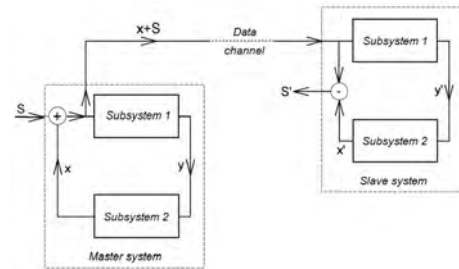 x+S
Data
channel
Subsystem 1
S'
-
y'
Subsystem 2
x'
Slave system
S
+
Subsystem 1
x
y
Subsystem 2
Master system